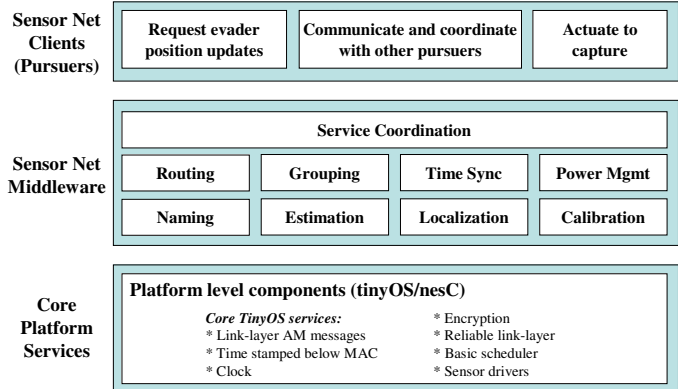 Sensor Net
Clients
(Pursuers)
Request evader
position updates
Communicate and coordinate
with other pursuers
Actuate to
capture
Sensor Net
Middleware
Service Coordination
Routing
Grouping
Time Sync
Power Mgmt
Naming
Estimation
Localization
Calibration
Core
Platform
Services
Platform level components (tinyOS/nesC)
Core TinyOS services:
* Link-layer AM messages
* Time stamped below MAC
* Clock
* Encryption
* Reliable link-layer
* Basic scheduler
* Sensor drivers